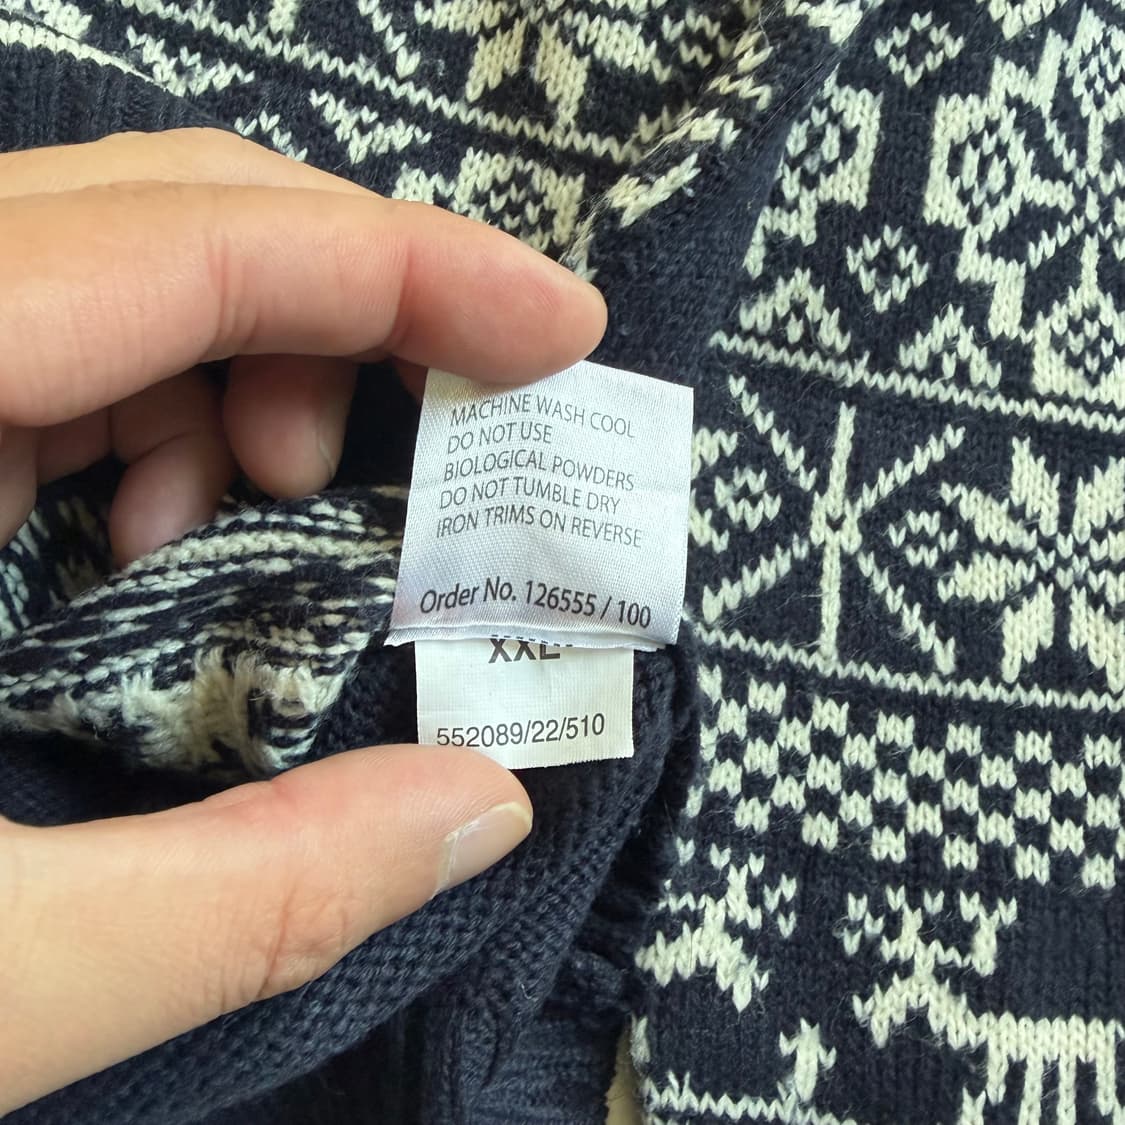 MACHINE WASH COOL
DO NOT USE
BIOLOGICAL POWDERS
DO NOT TUMBLE DRY
IRON TRIMS ON REVERSE
Order No. 126555 / 100
XXL
552089/22/510